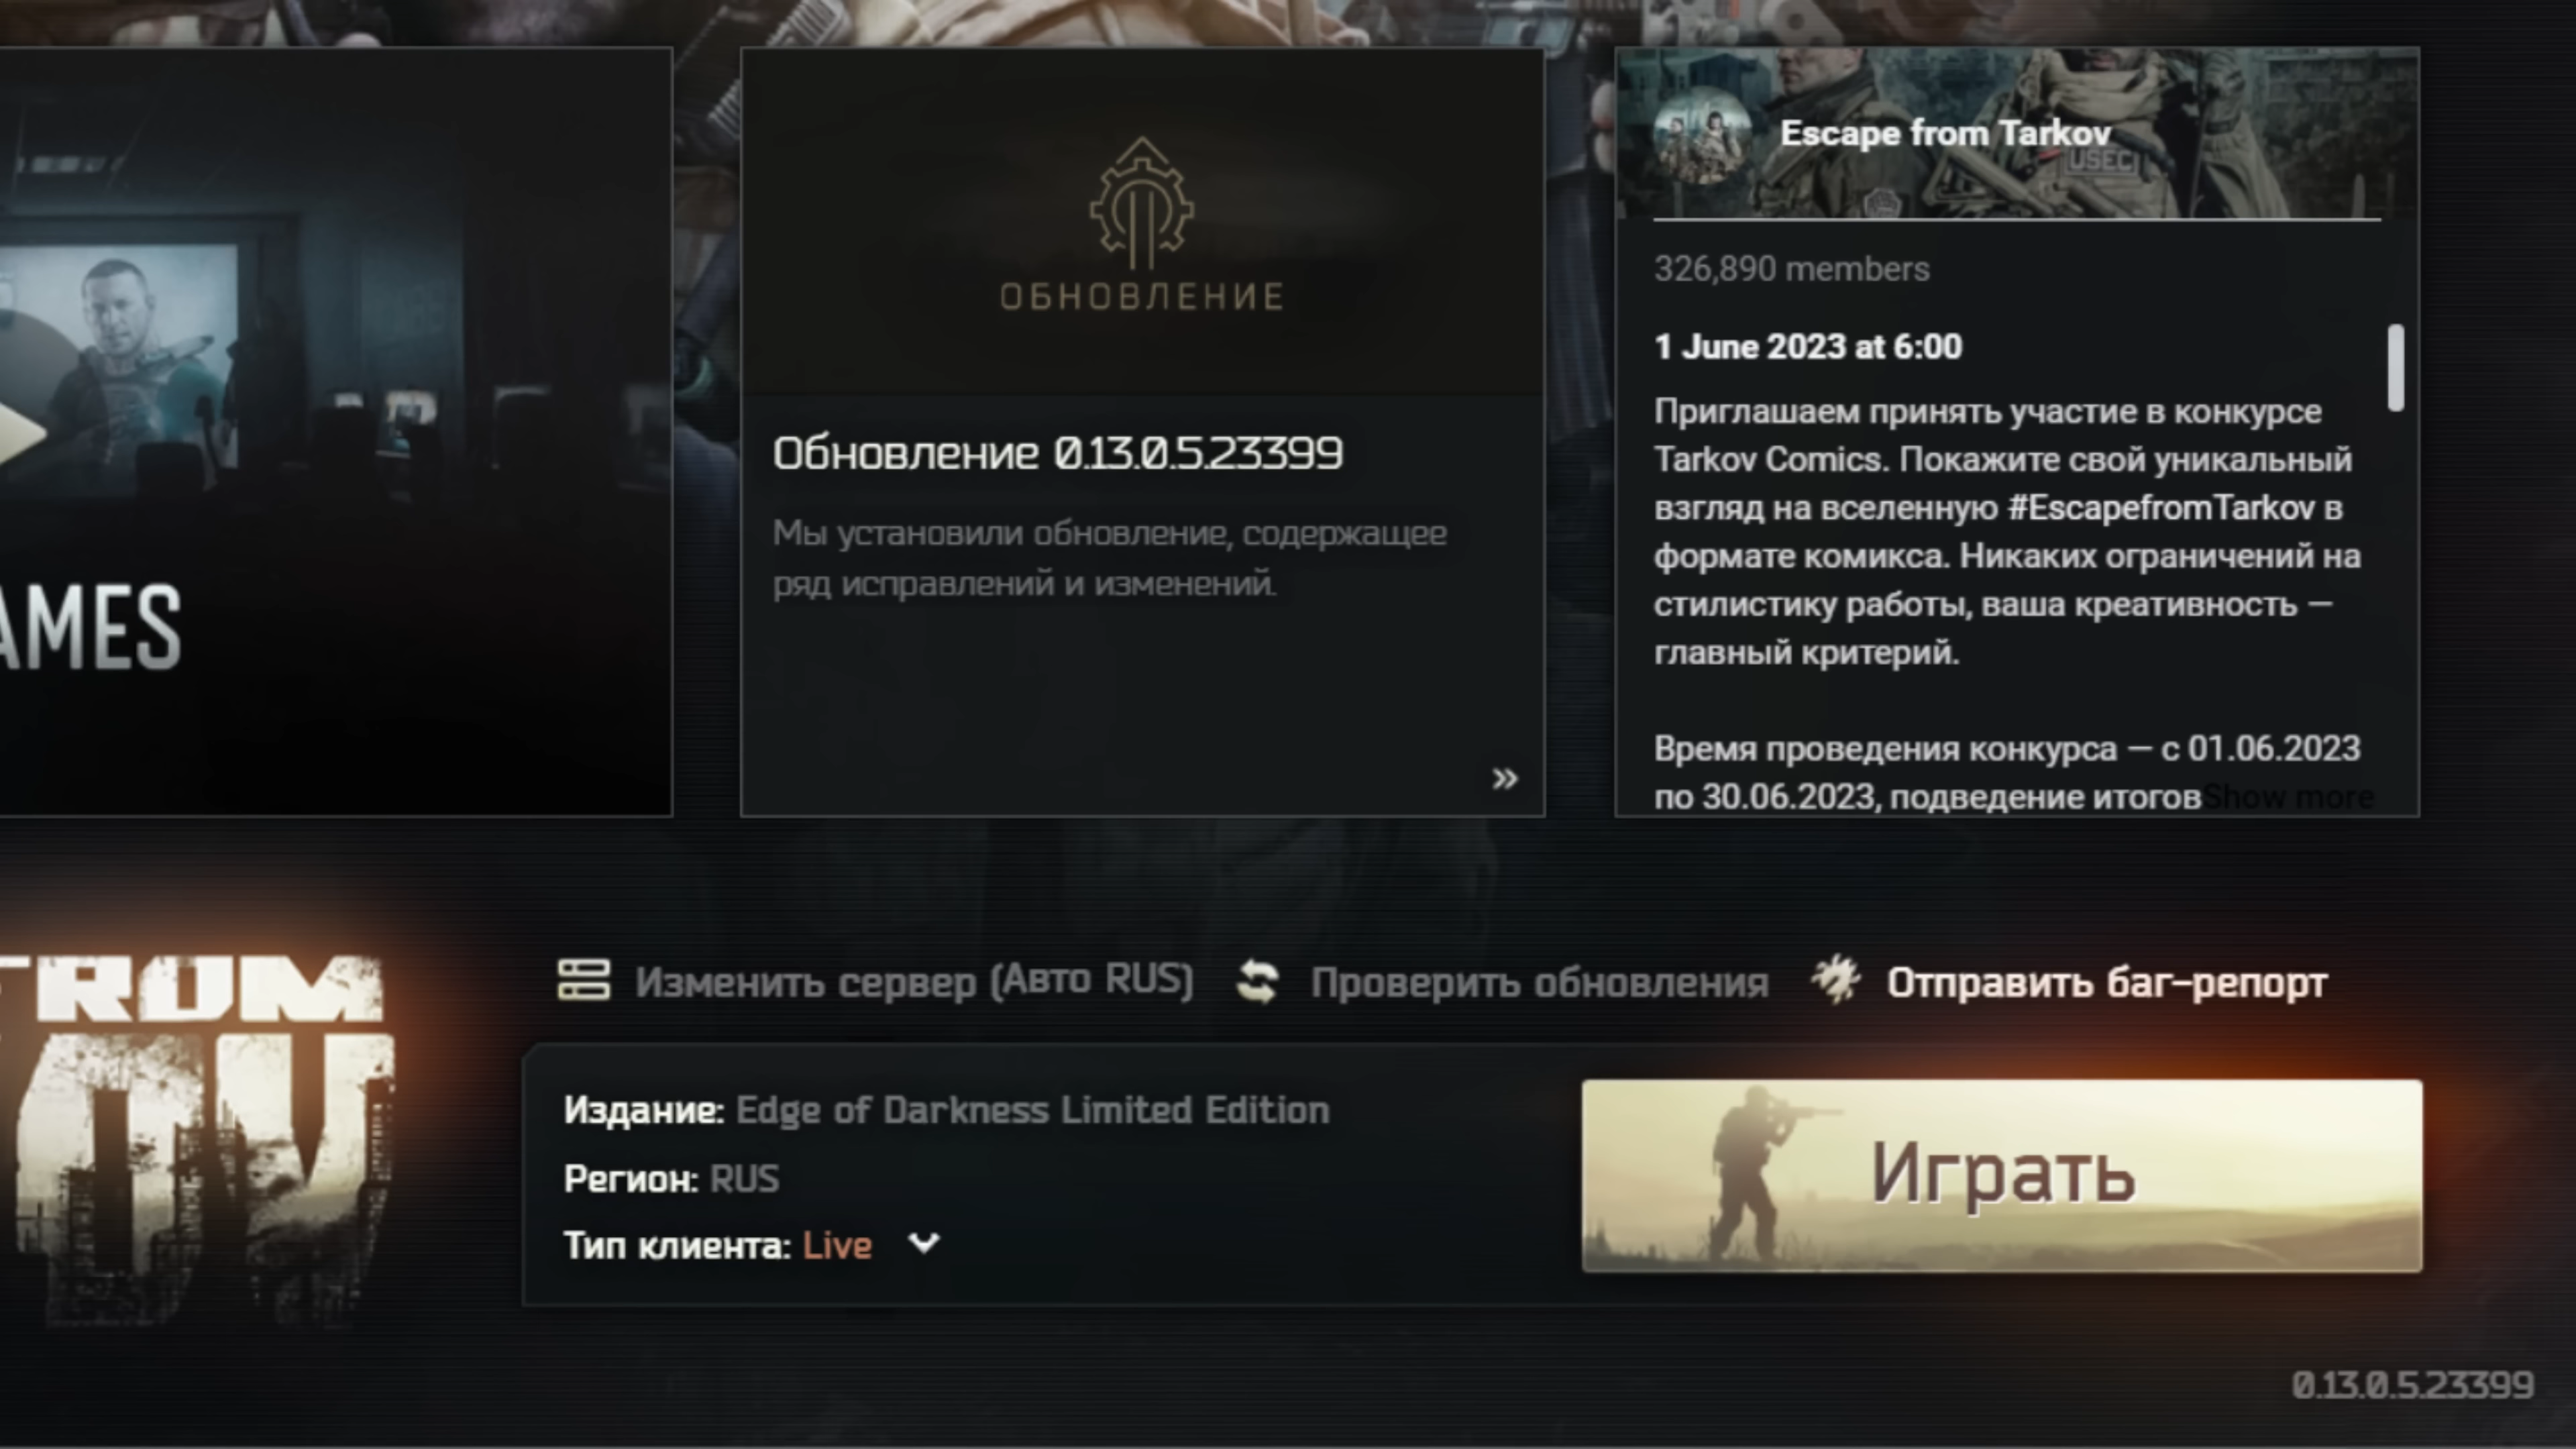 AMES
ОБНОВЛЕНИЕ
Обновление 0.13.0.5.23399
Мы установили обновление, содержащее
ряд исправлений и изменений.
»
Escape from Tarkov
USEC
326,890 members
1 June 2023 at 6:00
Приглашаем принять участие в конкурсе
Tarkov Comics. Покажите свой уникальный
взгляд на вселенную #EscapefromTarkov в
формате комикса. Никаких ограничений на
стилистику работы, ваша креативность —
главный критерий.
Время проведения конкурса — с 01.06.2023
по 30.06.2023, подведение итогов Show more
FROM
OV
Изменить сервер (Авто RUS)
Проверить обновления
Отправить баг-репорт
Издание: Edge of Darkness Limited Edition
Регион: RUS
Тип клиента: Live
Играть
0.13.0.5.23399